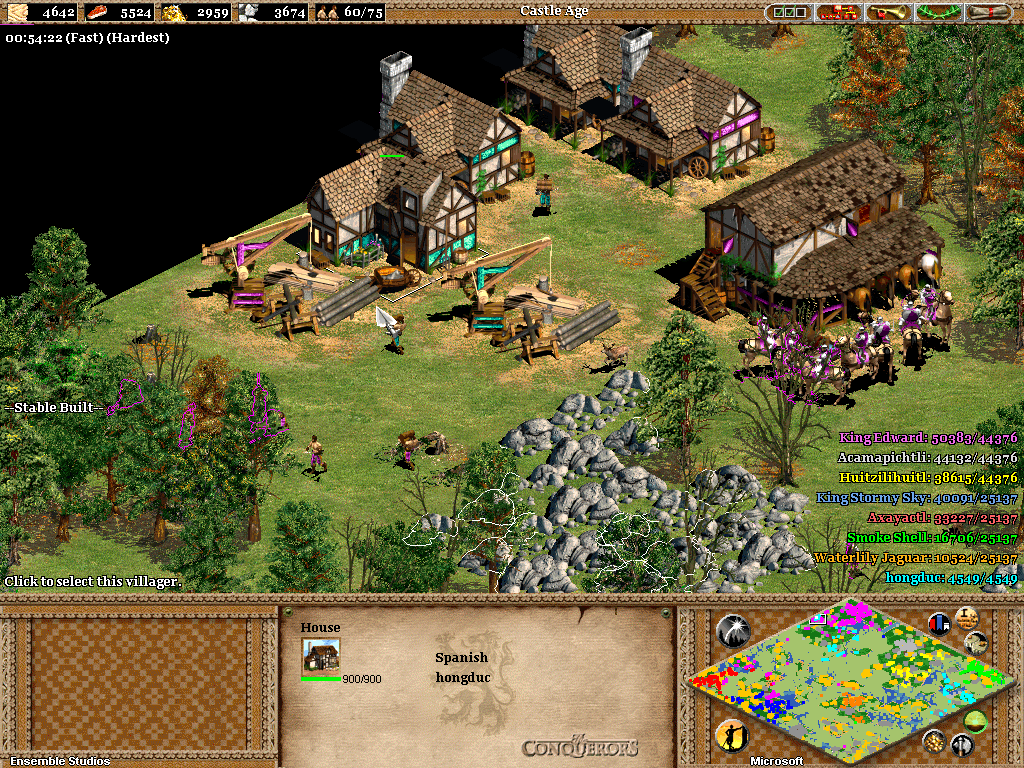 4642 5524 2959 3674 60/75 Castle Age
00:54:22 (Fast) (Hardest)
--Stable Built--
King Edward: 50383/44376
Acamapichtli: 44132/44376
Huitzilihuitl: 38615/44376
King Stormy Sky: 40091/25137
Axayactl: 33227/25137
Smoke Shell: 16706/25137
Waterlily Jaguar: 10524/25137
hongduc: 4549/4549
Click to select this villager.
House
900/900
Spanish
hongduc
The Conquerors
Ensemble Studios
Microsoft